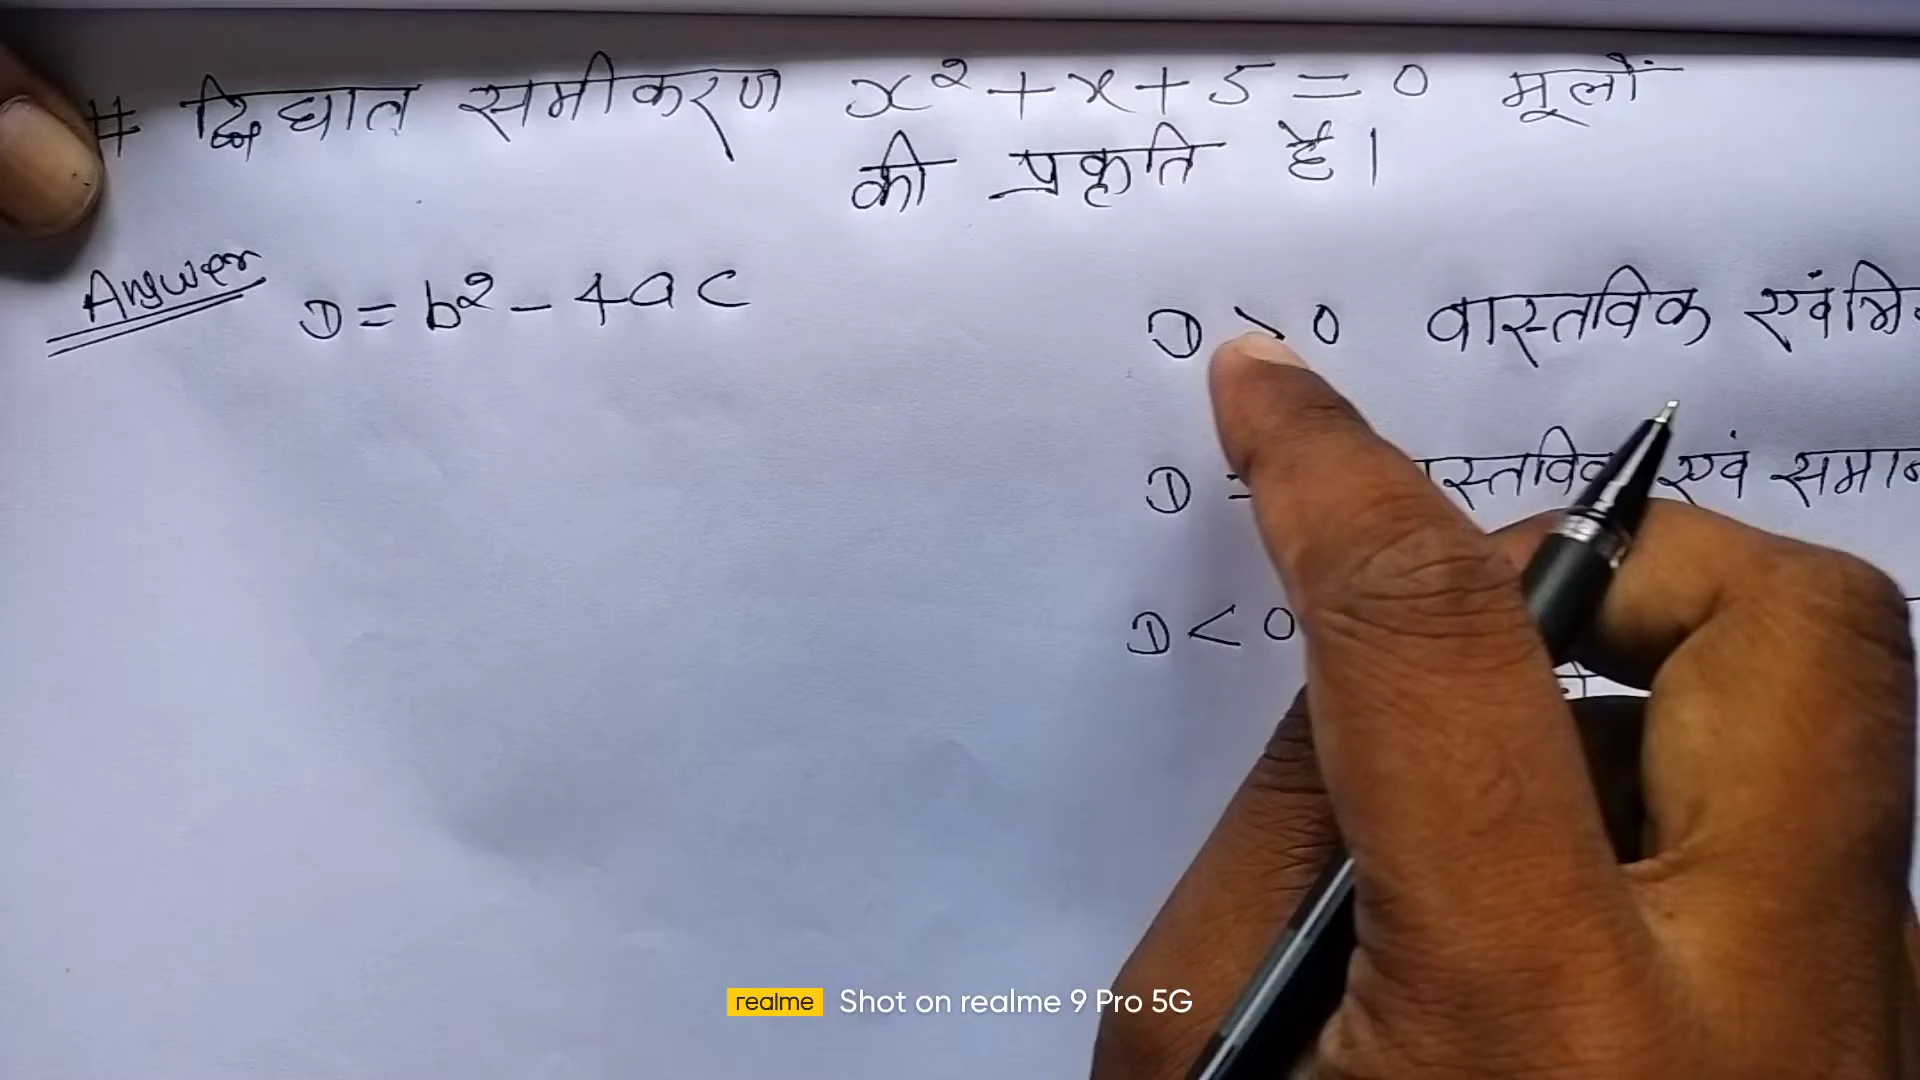 # द्विघात समीकरण x² + x + 5 = 0 मूलों
की प्रकृति है।
Answer D = b² - 4ac
D > 0 वास्तविक एवं
D = एवं समान
D < 0
realme Shot on realme 9 Pro 5G